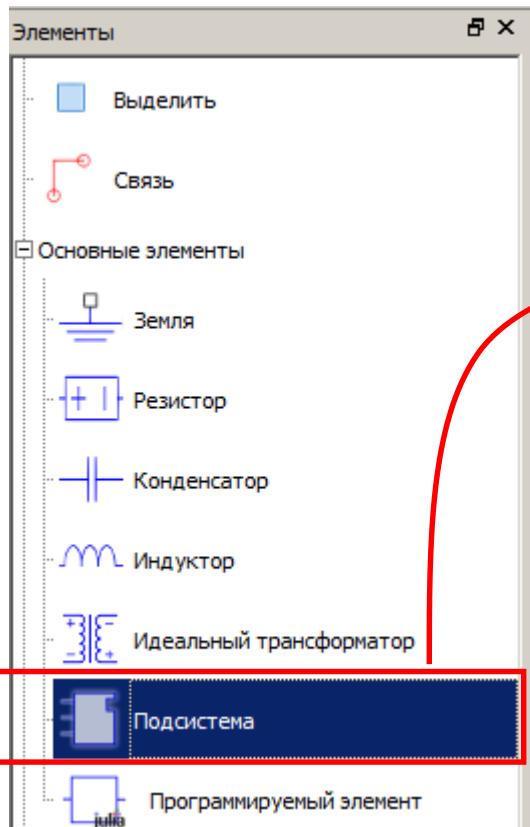 Элементы
Выделить
Связь
Основные элементы
Земля
Резистор
Конденсатор
Индуктор
Идеальный трансформатор
Подсистема
Программируемый элемент
julia